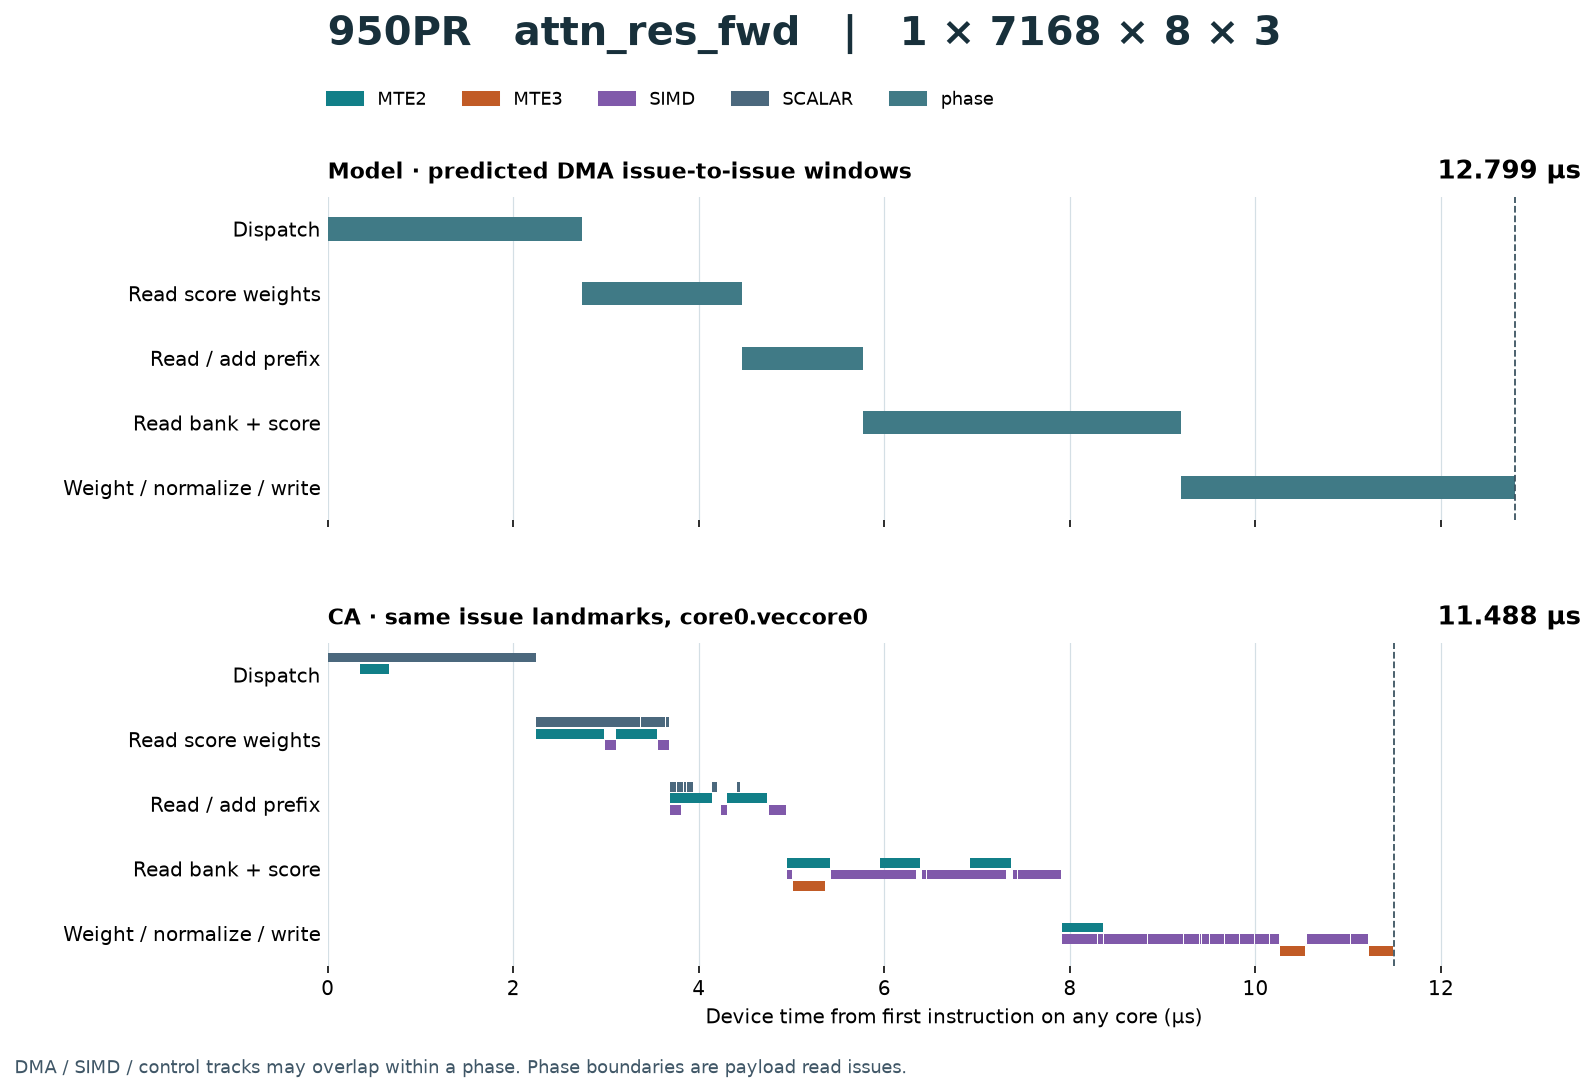 950PR attn_res_fwd | 1 × 7168 × 8 × 3
MTE2 MTE3 SIMD SCALAR phase
Model · predicted DMA issue-to-issue windows 12.799 µs
Dispatch
Read score weights
Read / add prefix
Read bank + score
Weight / normalize / write
CA · same issue landmarks, core0.veccore0 11.488 µs
Dispatch
Read score weights
Read / add prefix
Read bank + score
Weight / normalize / write
0 2 4 6 8 10 12
Device time from first instruction on any core (µs)
DMA / SIMD / control tracks may overlap within a phase. Phase boundaries are payload read issues.